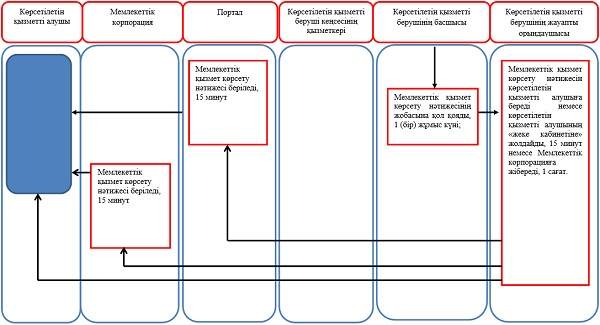 Көрсетілетін
қызметті алушы
Мемлекеттік
корпорация
Портал
Көрсетілетін қызметті
беруші кеңсесінің
қызметкері
Көрсетілетін қызметті
берушінің басшысы
Көрсетілетін қызметті
берушінің жауапты
орындаушысы
Мемлекеттік
қызмет көрсету
нәтижесі беріледі,
15 минут
Мемлекеттік
қызмет көрсету
нәтижесі беріледі,
15 минут
Мемлекеттік қызмет
көрсету нәтижесінің
жобасына қол қояды,
1 (бір) жұмыс күні;
Мемлекеттік қызмет
көрсету нәтижесін
көрсетілетін
қызметті алушыға
береді немесе
көрсетілетін
қызметті алушының
«жеке кабинетіне»
жолдайды, 15 минут
немесе Мемлекеттік
корпорацияға
жібереді, 1 сағат.